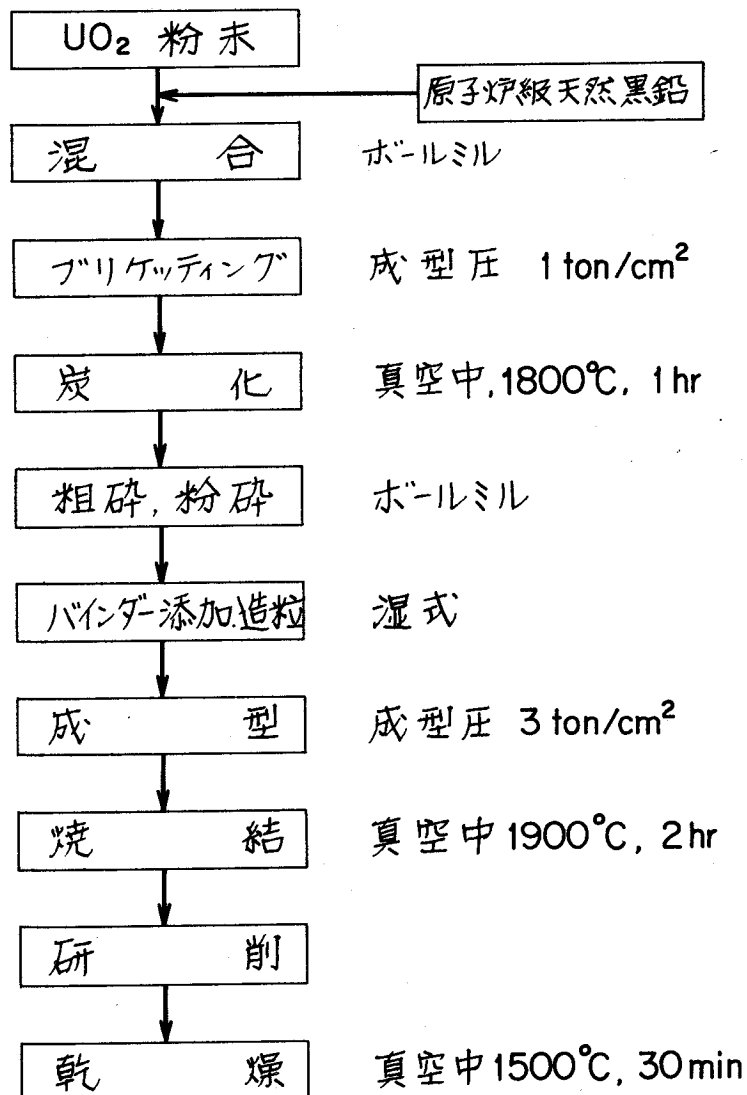 UO₂ 粉末
原子炉級天然黒鉛
混 合 ボールミル
ブリケッティング 成型圧 1 ton/cm²
炭 化 真空中, 1800℃, 1hr
粗砕, 粉砕 ボールミル
バインダー添加.造粒 湿式
成 型 成型圧 3 ton/cm²
焼 結 真空中 1900℃, 2hr
研 削
乾 燥 真空中 1500℃, 30min